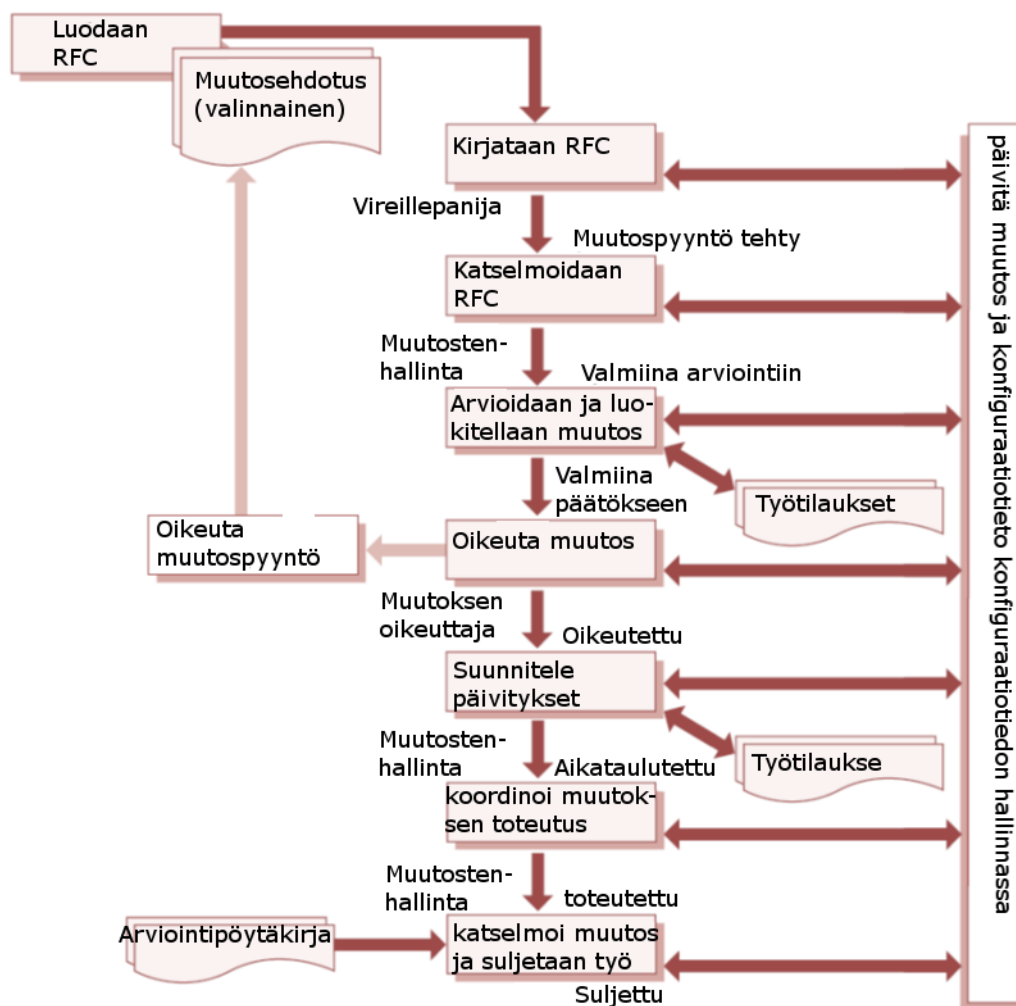 Luodaan
RFC
Muutosehdotus
(valinnainen)
Kirjataan RFC
Vireillepanija
Muutospyyntö tehty
Katselmoidaan
RFC
Muutosten-
hallinta
Valmiina arviointiin
Arvioidaan ja luo-
kitellaan muutos
Valmiina
päätökseen
Työtilaukset
Oikeuta
muutospyyntö
Oikeuta muutos
Muutoksen
oikeuttaja
Oikeutettu
Suunnitele
päivitykset
Muutosten-
hallinta
Aikataulutettu
Työtilaukse
koordinoi muutok-
sen toteutus
Muutosten-
hallinta
toteutettu
Arviointipöytäkirja
katselmoi muutos
ja suljetaan työ
Suljettu
päivitä muutos ja konfiguraatiotieto konfiguraatiotiedon hallinnassa